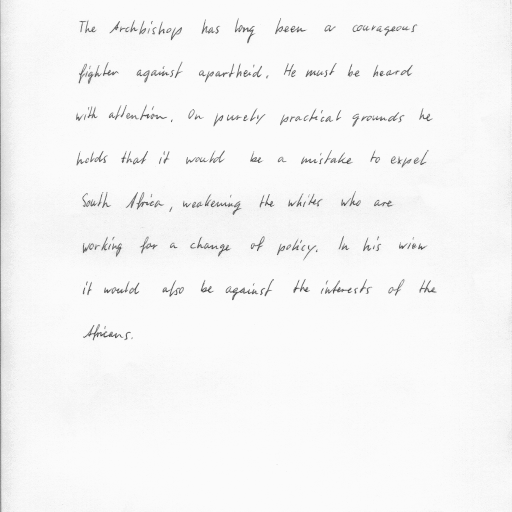 The Archbishop has long been a courageous
fighter against apartheid. He must be heard
with attention. On purely practical grounds he
holds that it would be a mistake to expel
South Africa, weakening the whites who are
working for a change of policy. In his view
it would also be against the interests of the
Africans.